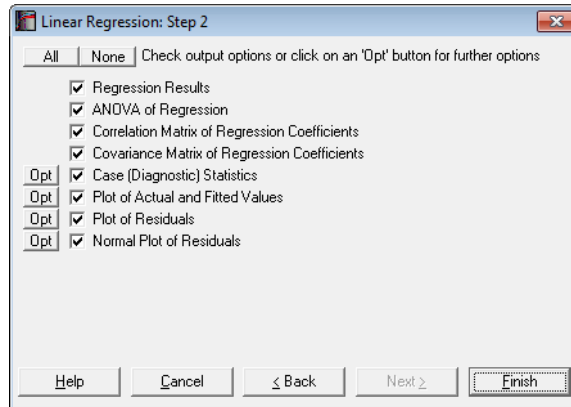 Linear Regression: Step 2
All None Check output options or click on an 'Opt' button for further options
Regression Results
ANOVA of Regression
Correlation Matrix of Regression Coefficients
Covariance Matrix of Regression Coefficients
Opt Case (Diagnostic) Statistics
Opt Plot of Actual and Fitted Values
Opt Plot of Residuals
Opt Normal Plot of Residuals
Help Cancel < Back Next > Finish